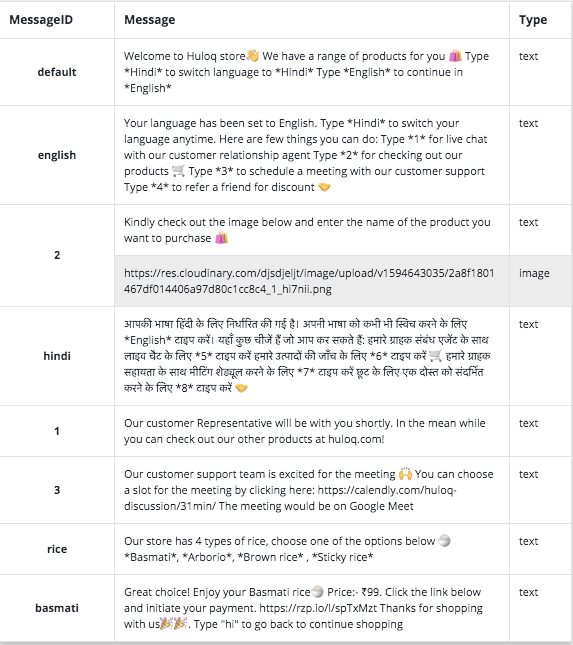 MessageID Message Type
default
Welcome to Huloq store👋 We have a range of products for you 🛍️ Type
*Hindi* to switch language to *Hindi* Type *English* to continue in
*English*
text
english
Your language has been set to English. Type *Hindi* to switch your
language anytime. Here are few things you can do: Type *1* for live chat
with our customer relationship agent Type *2* for checking out our
products 🛒 Type *3* to schedule a meeting with our customer support
Type *4* to refer a friend for discount 🤝
text
2
Kindly check out the image below and enter the name of the product you
want to purchase 🛍️
text
https://res.cloudinary.com/djsdjeljt/image/upload/v1594643035/2a8f1801
467df014406a97d80c1cc8c4_1_hi7nii.png
image
hindi
आपकी भाषा हिंदी के लिए निर्धारित की गई है। अपनी भाषा को कभी भी स्विच करने के लिए
*English* टाइप करें। यहाँ कुछ चीजें हैं जो आप कर सकते हैं: हमारे ग्राहक संबंध एजेंट के साथ
लाइव चैट के लिए *5* टाइप करें हमारे उत्पादों की जाँच के लिए *6* टाइप करें 🛒 हमारे ग्राहक
सहायता के साथ मीटिंग शेड्यूल करने के लिए *7* टाइप करें छूट के लिए एक दोस्त को संदर्भित
करने के लिए *8* टाइप करें 🤝
text
1
Our customer Representative will be with you shortly. In the mean while
you can check out our other products at huloq.com!
text
3
Our customer support team is excited for the meeting 🙌 You can choose
a slot for the meeting by clicking here: https://calendly.com/huloq-
discussion/31min/ The meeting would be on Google Meet
text
rice
Our store has 4 types of rice, choose one of the options below 🍚
*Basmati*, *Arborio*, *Brown rice* , *Sticky rice*
text
basmati
Great choice! Enjoy your Basmati rice🍚 Price:- ₹99. Click the link below
and initiate your payment. https://rzp.io/l/spTxMzt Thanks for shopping
with us🎉🎉. Type "hi" to go back to continue shopping
text